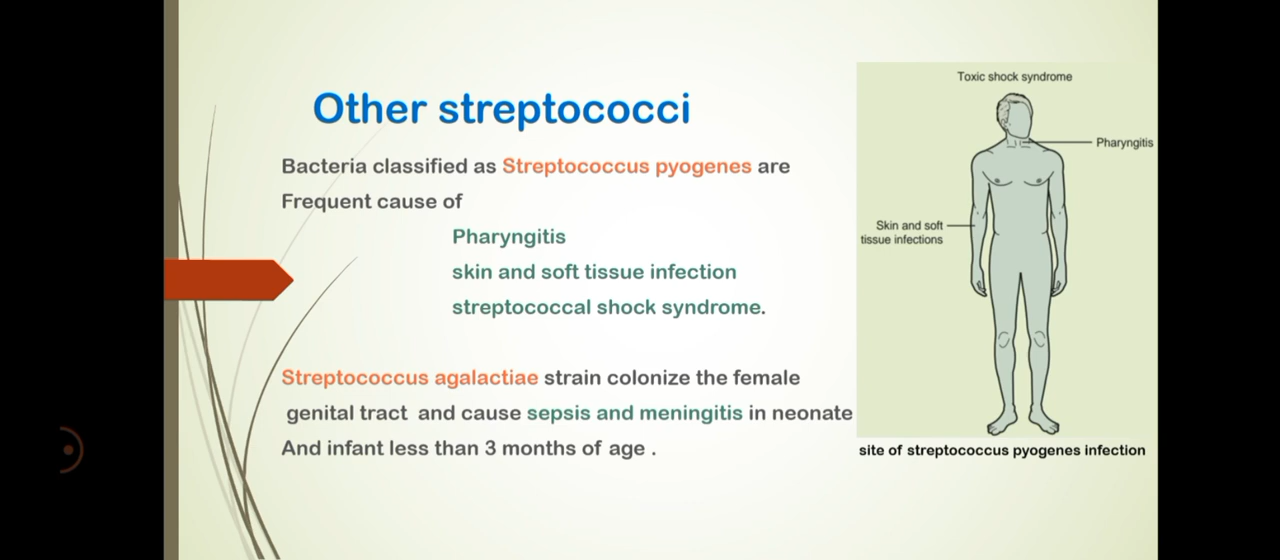 Other streptococci
Bacteria classified as Streptococcus pyogenes are
Frequent cause of
Pharyngitis
skin and soft tissue infection
streptococcal shock syndrome.
Streptococcus agalactiae strain colonize the female
genital tract and cause sepsis and meningitis in neonate
And infant less than 3 months of age .
Toxic shock syndrome
Pharyngitis
Skin and soft
tissue infections
site of streptococcus pyogenes infection